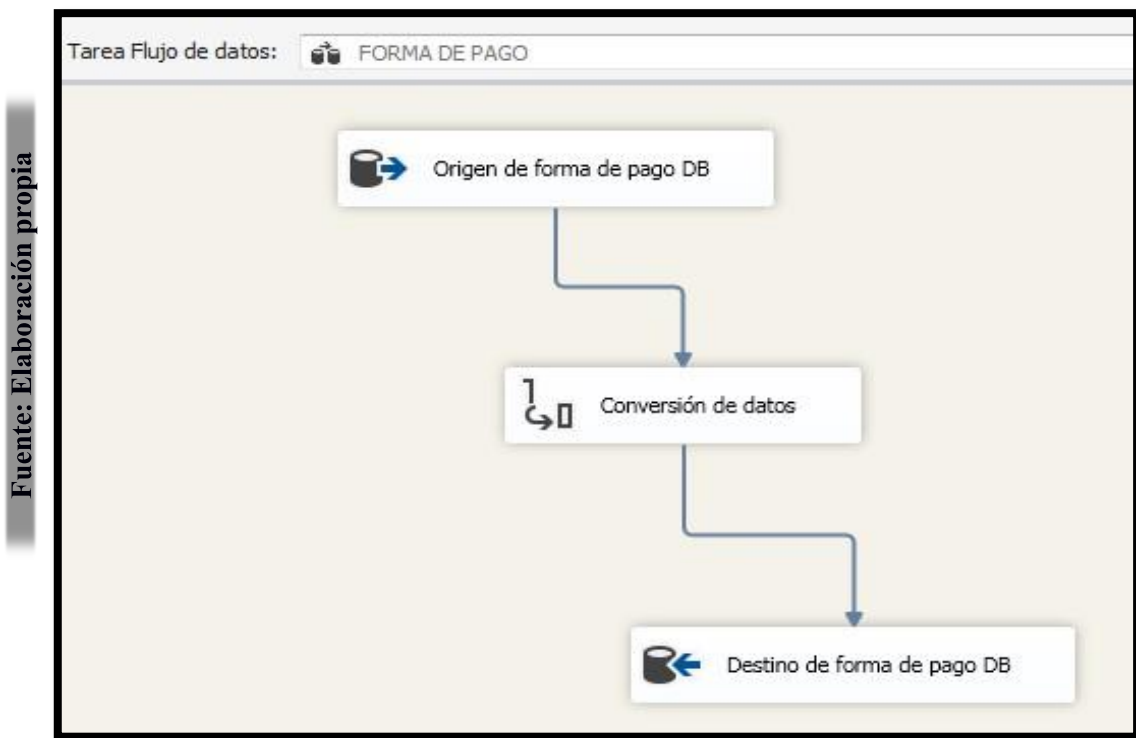 Tarea Flujo de datos: FORMA DE PAGO
Origen de forma de pago DB
Conversión de datos
Destino de forma de pago DB
Fuente: Elaboración propia